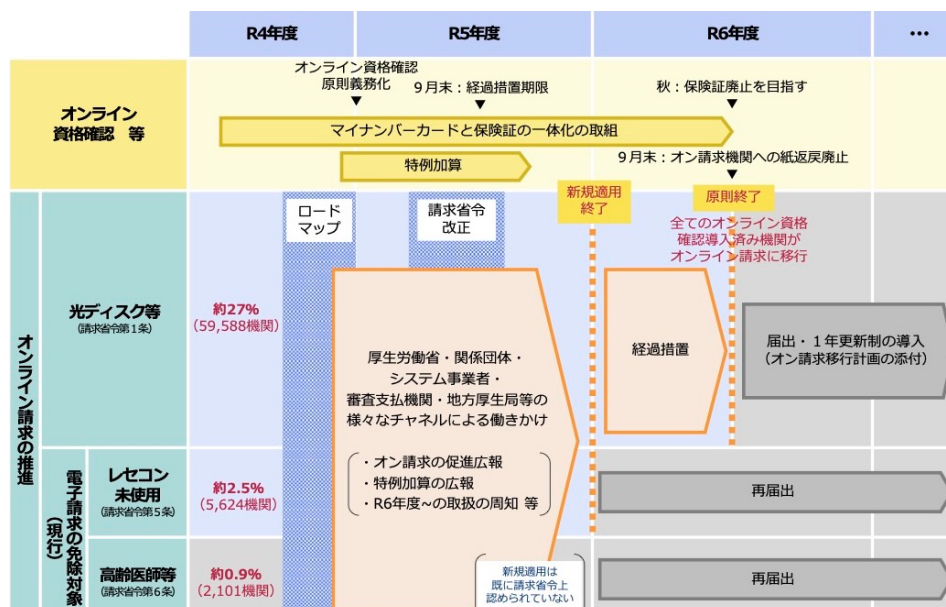 R4年度
R5年度
R6年度
…
オンライン
資格確認 等
オンライン資格確認
原則義務化
9月末：経過措置期限
秋：保険証廃止を目指す
マイナンバーカードと保険証の一体化の取組
特例加算
9月末：オン請求機関への紙返戻廃止
オンライン請求の推進
ロード
マップ
請求省令
改正
新規適用
終了
原則終了
全てのオンライン資格
確認導入済み機関が
オンライン請求に移行
光ディスク等
(請求省令第1条)
約27%
(59,588機関)
厚生労働省・関係団体・
システム事業者・
審査支払機関・地方厚生局等の
様々なチャネルによる働きかけ
・オン請求の促進広報
・特例加算の広報
・R6年度~の取扱の周知 等
経過措置
届出・１年更新制の導入
（オン請求移行計画の添付）
電子請求の免除対象
（現行）
レセコン
未使用
(請求省令第5条)
約2.5%
(5,624機関)
再届出
高齢医師等
(請求省令第6条)
約0.9%
(2,101機関)
新規適用は
既に請求省令上
認められていない
再届出